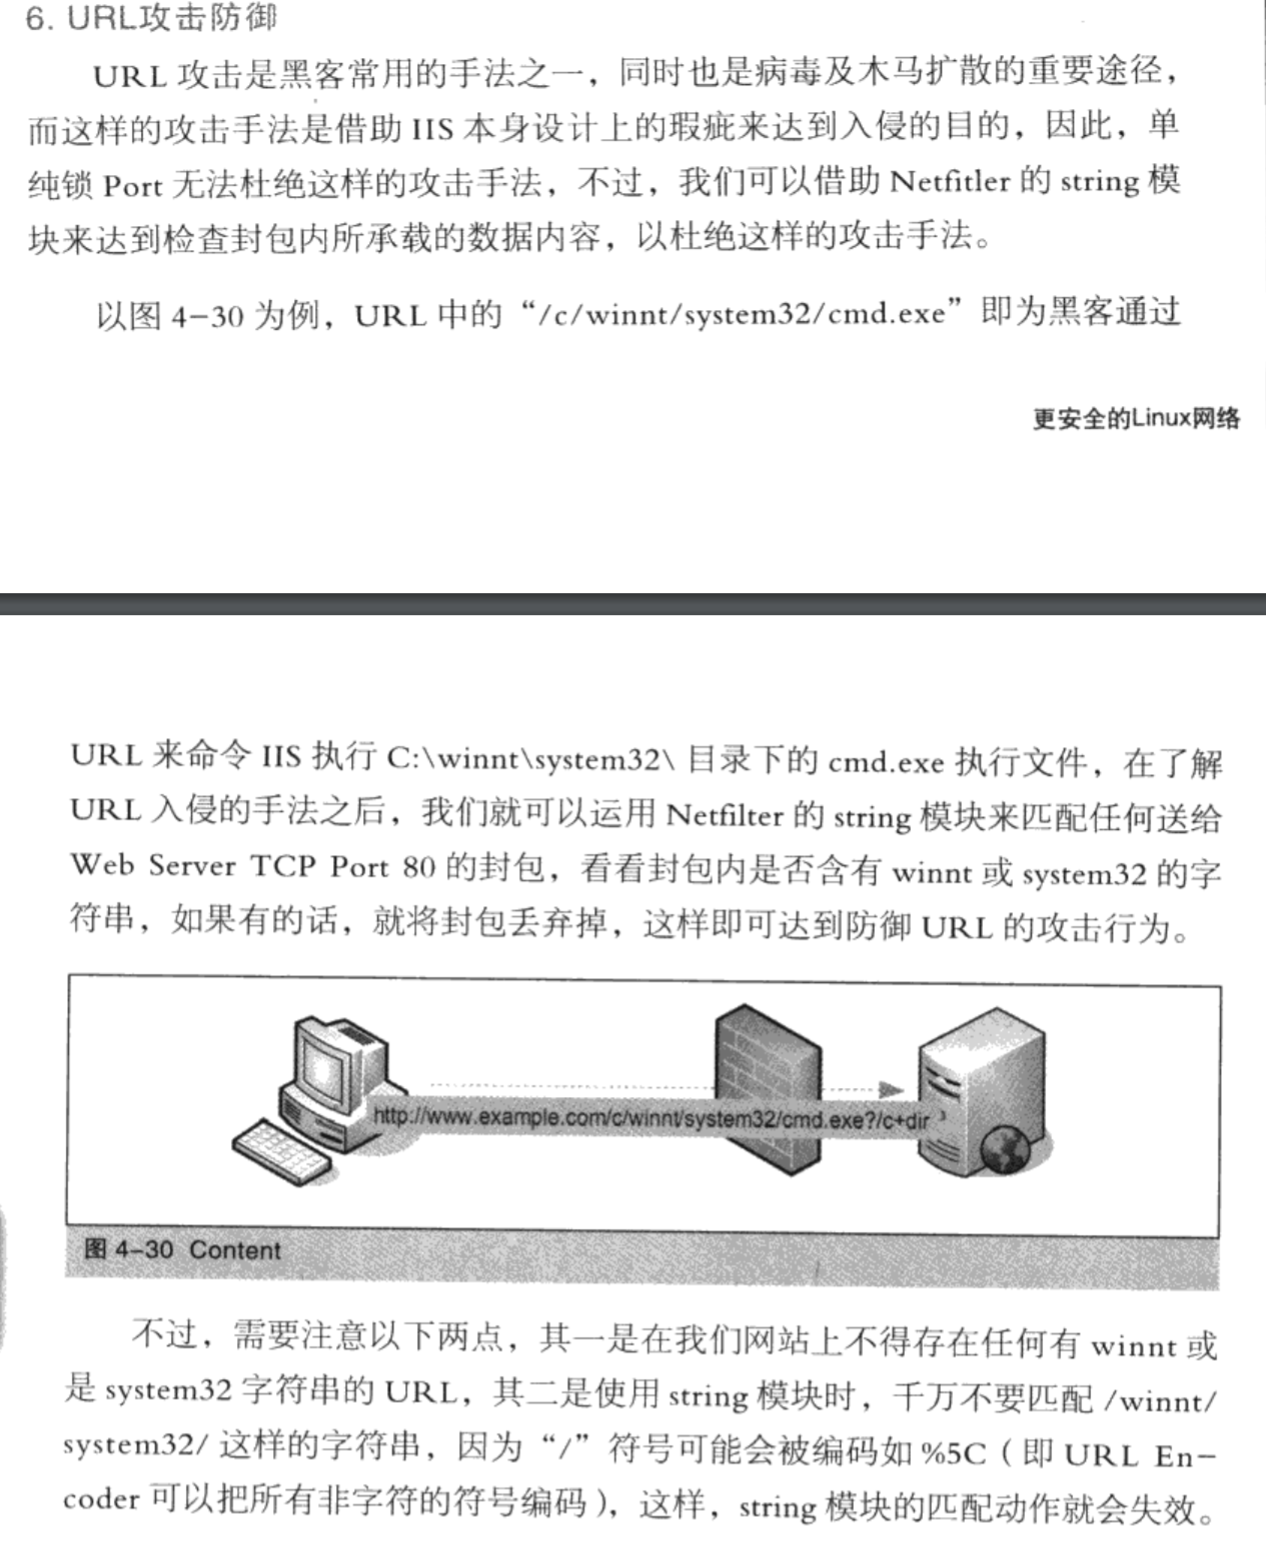 6. URL攻击防御
URL 攻击是黑客常用的手法之一，同时也是病毒及木马扩散的重要途径，
而这样的攻击手法是借助 IIS 本身设计上的瑕疵来达到入侵的目的，因此，单
纯锁 Port 无法杜绝这样的攻击手法，不过，我们可以借助 Netfitler 的 string 模
块来达到检查封包内所承载的数据内容，以杜绝这样的攻击手法。
以图 4-30 为例，URL 中的“/c/winnt/system32/cmd.exe”即为黑客通过
更安全的Linux网络
URL 来命令 IIS 执行 C:\winnt\system32\ 目录下的 cmd.exe 执行文件，在了解
URL 入侵的手法之后，我们就可以运用 Netfilter 的 string 模块来匹配任何送给
Web Server TCP Port 80 的封包，看看封包内是否含有 winnt 或 system32 的字
符串，如果有的话，就将封包丢弃掉，这样即可达到防御 URL 的攻击行为。
http://www.example.com/c/winnt/system32/cmd.exe?/c+dir
图 4-30 Content
不过，需要注意以下两点，其一是在我们网站上不得存在任何有 winnt 或
是 system32 字符串的 URL，其二是使用 string 模块时，千万不要匹配 /winnt/
system32/ 这样的字符串，因为“/”符号可能会被编码如 %5C（即 URL En-
coder 可以把所有非字符的符号编码），这样，string 模块的匹配动作就会失效。